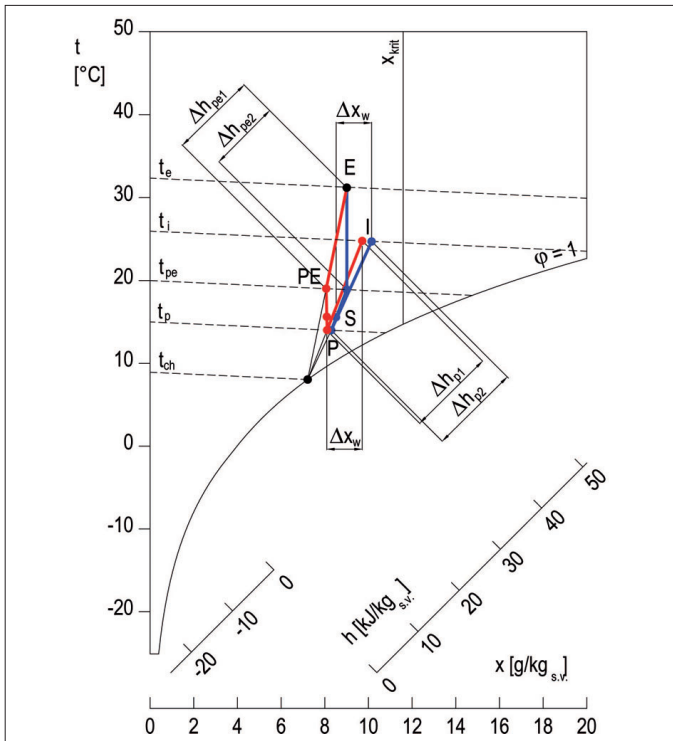 t
[°C]
50
40
30
20
10
0
-10
-20
x_krit
Δh_pe1
Δh_pe2
Δx_w
E
I
t_e
t_i
t_pe
t_p
t_ch
PE
S
P
φ=1
Δh_p1
Δh_p2
Δx_w
-20
-10
0
h [kJ/kg s.v.]
0
10
20
30
40
50
x [g/kg s.v.]
0
2
4
6
8
10
12
14
16
18
20